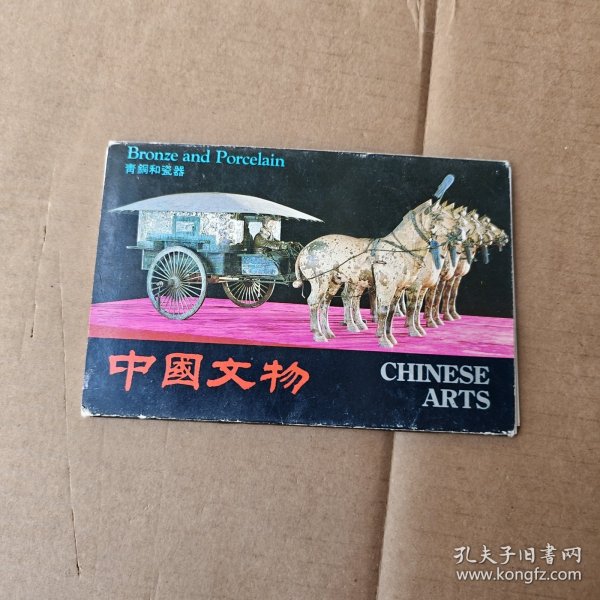 Bronze and Porcelain
青銅和瓷器
中國文物
CHINESE
ARTS
孔夫子旧书网
www.kongfz.com